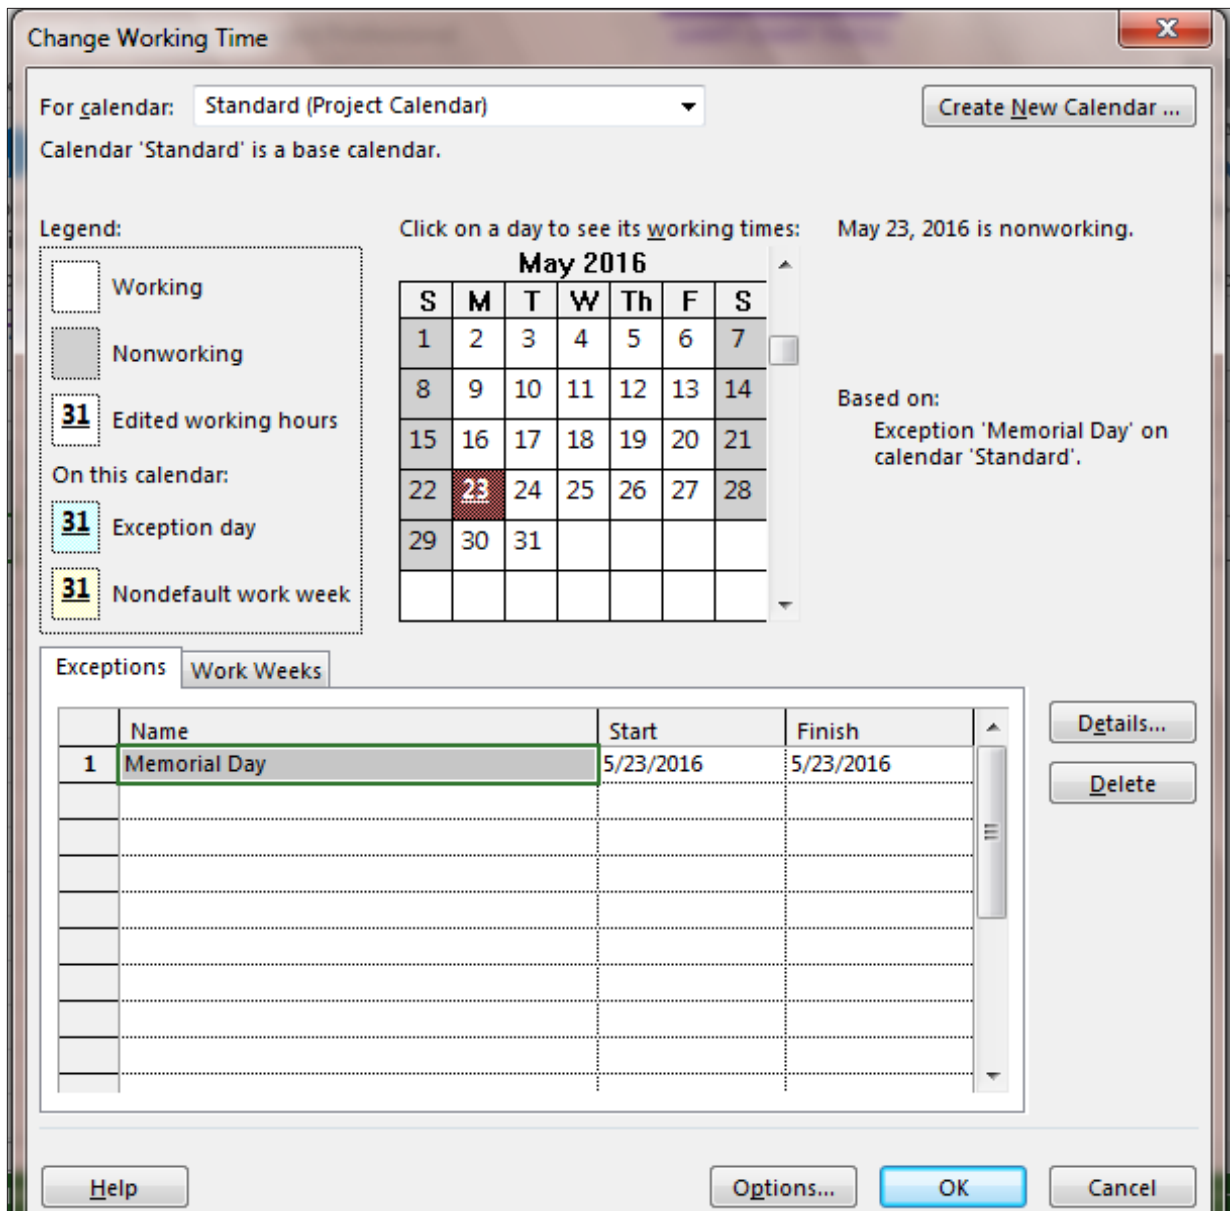 Change Working Time
X
For calendar: Standard (Project Calendar) Create New Calendar ...
Calendar 'Standard' is a base calendar.
Legend:
Working
Nonworking
31 Edited working hours
On this calendar:
31 Exception day
31 Nondefault work week
Click on a day to see its working times:
May 2016
S M T W Th F S
1 2 3 4 5 6 7
8 9 10 11 12 13 14
15 16 17 18 19 20 21
22 23 24 25 26 27 28
29 30 31
May 23, 2016 is nonworking.
Based on:
Exception 'Memorial Day' on
calendar 'Standard'.
Exceptions Work Weeks
Name Start Finish
1 Memorial Day 5/23/2016 5/23/2016
Details...
Delete
Help Options... OK Cancel